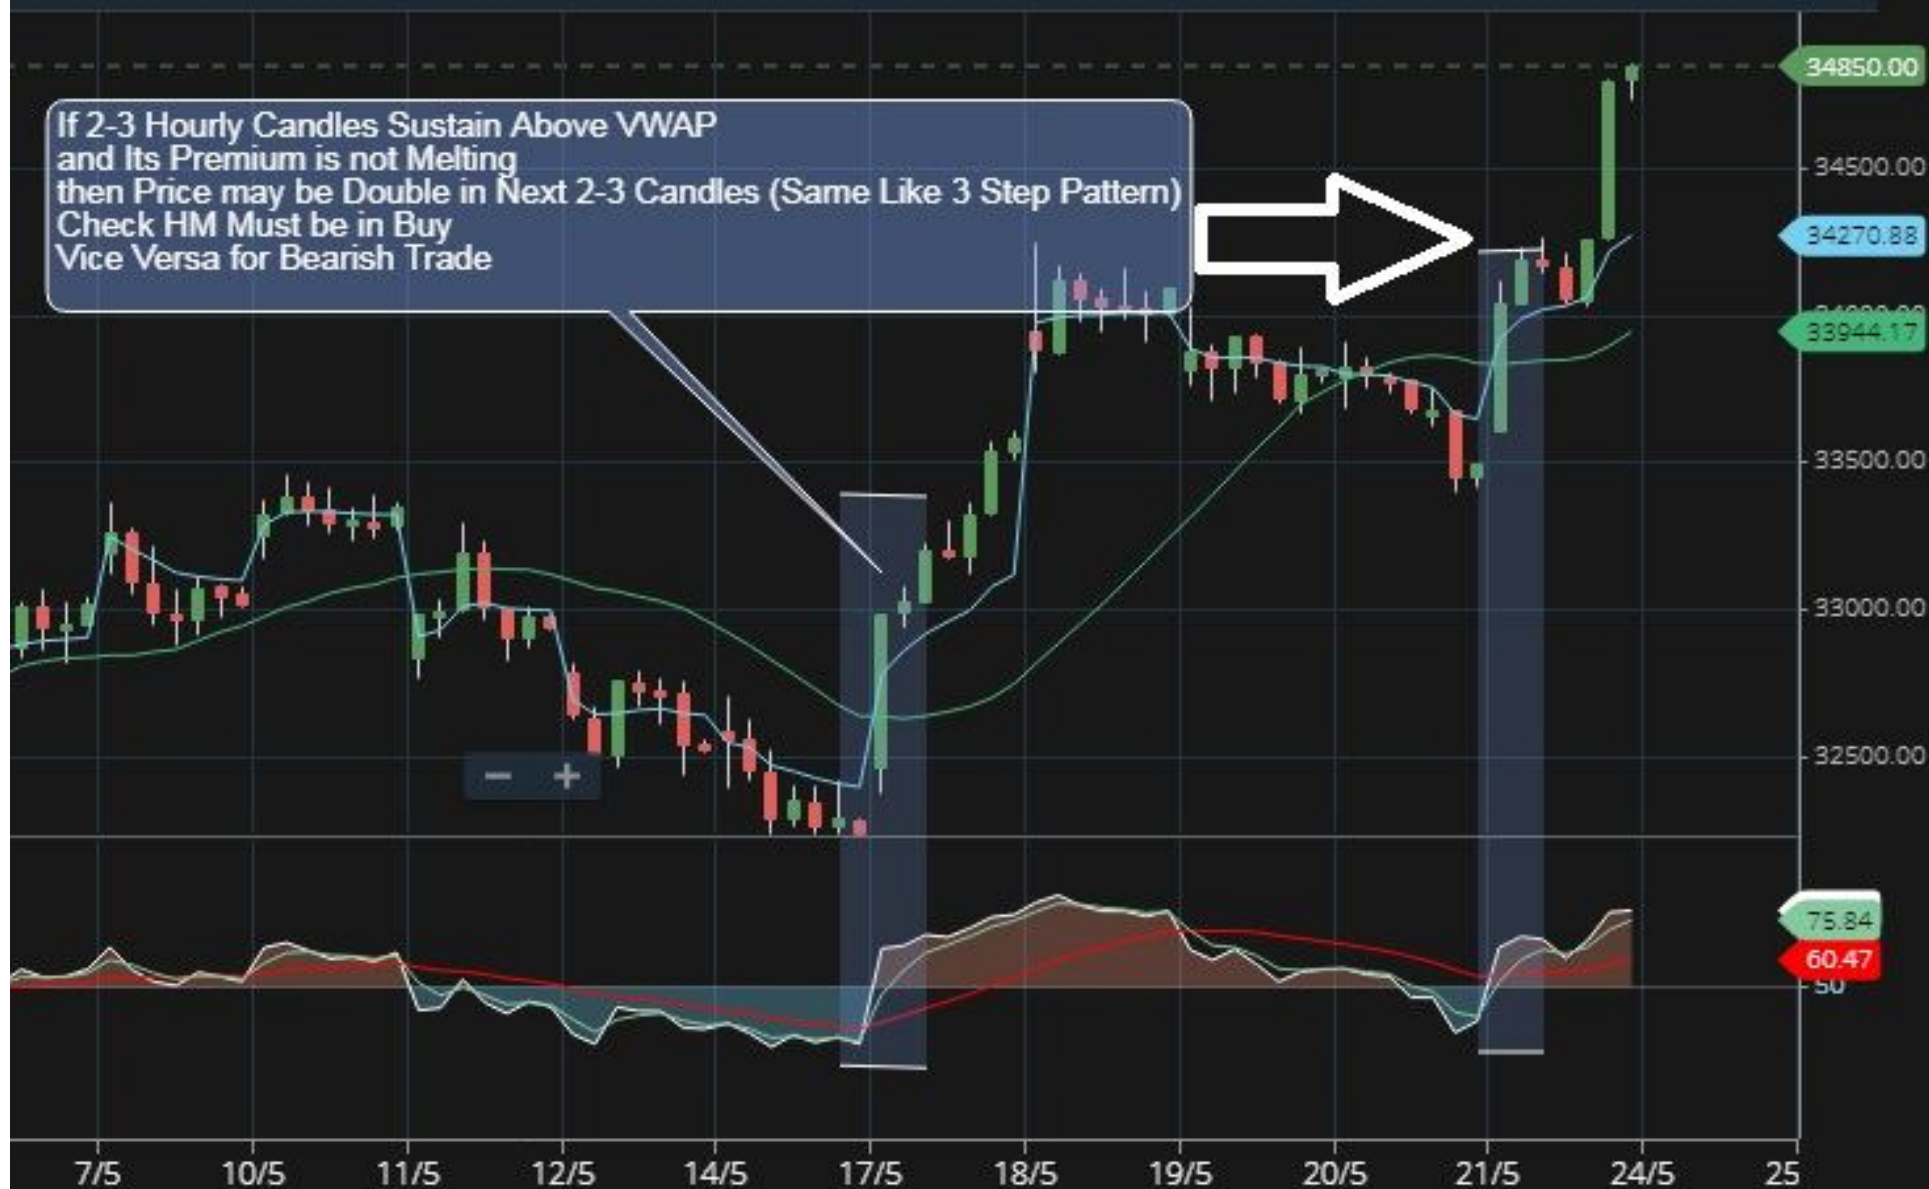 34850.00
If 2-3 Hourly Candles Sustain Above VWAP
and Its Premium is not Melting
then Price may be Double in Next 2-3 Candles (Same Like 3 Step Pattern)
Check HM Must be in Buy
Vice Versa for Bearish Trade
34500.00
34270.88
34000.00
33944.17
33500.00
33000.00
32500.00
− +
75.84
60.47
50
7/5 10/5 11/5 12/5 14/5 17/5 18/5 19/5 20/5 21/5 24/5 25